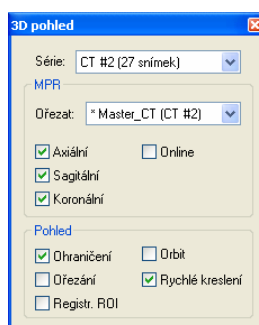 3D pohled
Série: CT #2 (27 snímek)
MPR
Ořezat: * Master_CT (CT #2)
Axiální Online
Sagitální
Koronální
Pohled
Ohraničení Orbit
Ořezání Rychlé kreslení
Registr. ROI